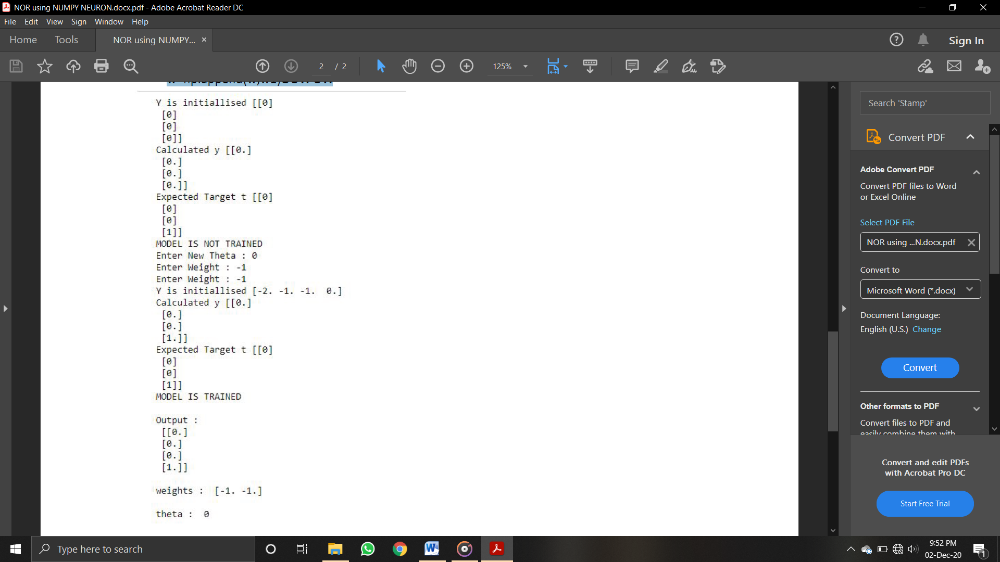 NOR using NUMPY NEURON.docx.pdf - Adobe Acrobat Reader DC
File Edit View Sign Window Help
Home Tools NOR using NUMPY... ×
Sign In
2 / 2
125%
Y is initiallised [[0]
[0]
[0]
[0]]
Calculated y [[0.]
[0.]
[0.]
[0.]]
Expected Target t [[0]
[0]
[0]
[1]]
MODEL IS NOT TRAINED
Enter New Theta : 0
Enter Weight : -1
Enter Weight : -1
Y is initiallised [-2. -1. -1. 0.]
Calculated y [[0.]
[0.]
[0.]
[1.]]
Expected Target t [[0]
[0]
[0]
[1]]
MODEL IS TRAINED
Output :
[[0.]
[0.]
[0.]
[1.]]
weights : [-1. -1.]
theta : 0
Search 'Stamp'
Convert PDF
Adobe Convert PDF
Convert PDF files to Word
or Excel Online
Select PDF File
NOR using ...N.docx.pdf
Convert to
Microsoft Word (*.docx)
Document Language:
English (U.S.) Change
Convert
Other formats to PDF
Convert files to PDF and
easily combine them with
Convert and edit PDFs
with Acrobat Pro DC
Start Free Trial
Type here to search
9:52 PM
02-Dec-20
1